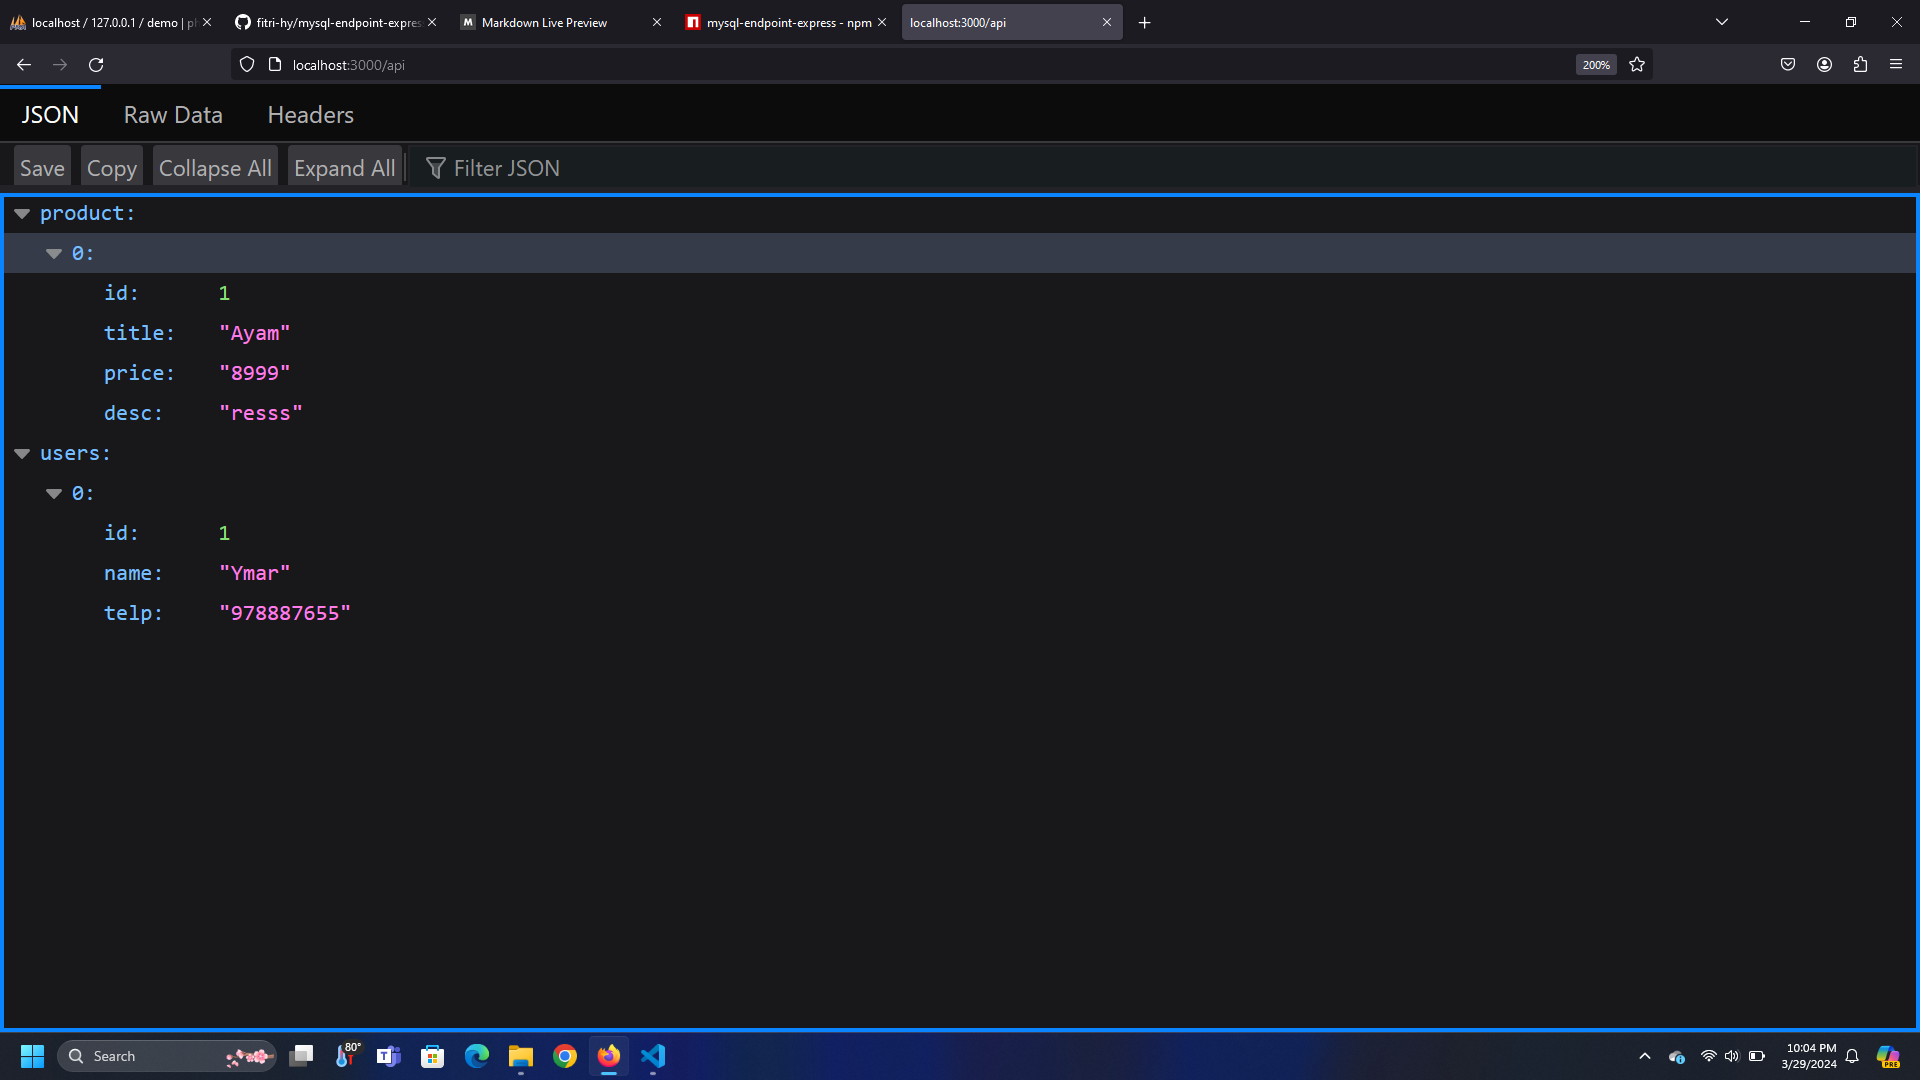 localhost / 127.0.0.1 / demo | ph
fitri-hy/mysql-endpoint-expres
Markdown Live Preview
mysql-endpoint-express - npm
localhost:3000/api
localhost:3000/api
200%
JSON Raw Data Headers
Save Copy Collapse All Expand All Filter JSON
product:
0:
id: 1
title: "Ayam"
price: "8999"
desc: "resss"
users:
0:
id: 1
name: "Ymar"
telp: "978887655"
Search
80°
10:04 PM
3/29/2024
PRE